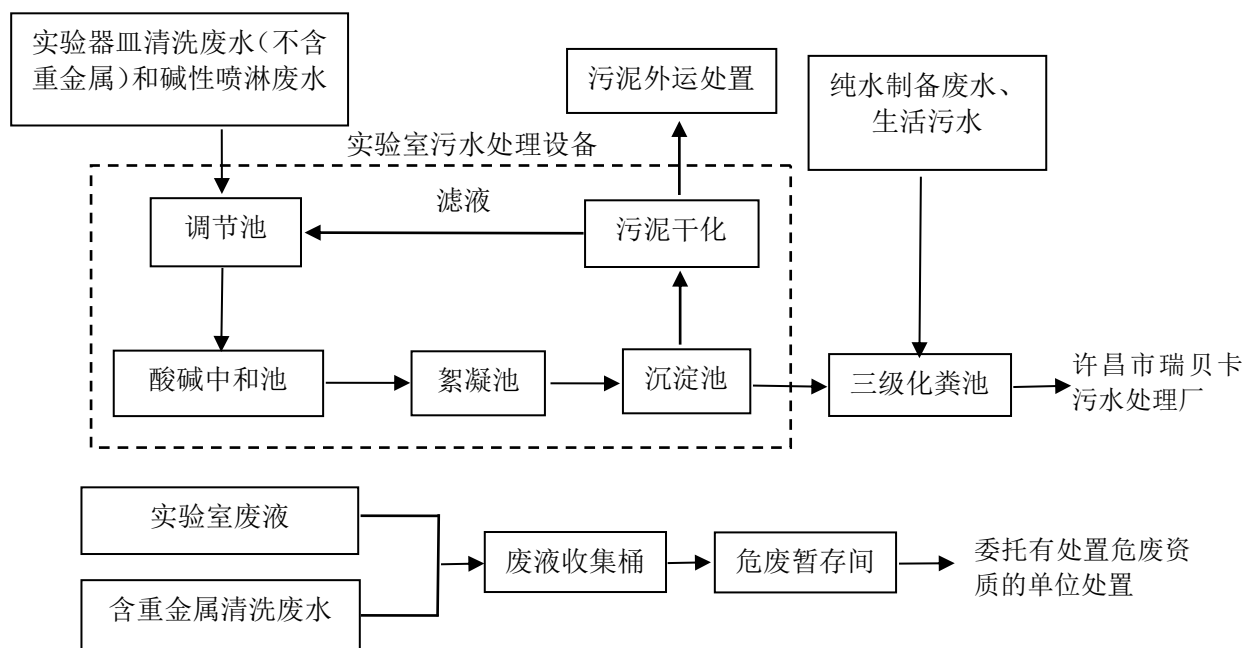 实验器皿清洗废水（不含
重金属）和碱性喷淋废水
污泥外运处置
纯水制备废水、
生活污水
实验室污水处理设备
调节池
滤液
污泥干化
酸碱中和池
絮凝池
沉淀池
三级化粪池
许昌市瑞贝卡
污水处理厂
实验室废液
含重金属清洗废水
废液收集桶
危废暂存间
委托有处置危废资
质的单位处置